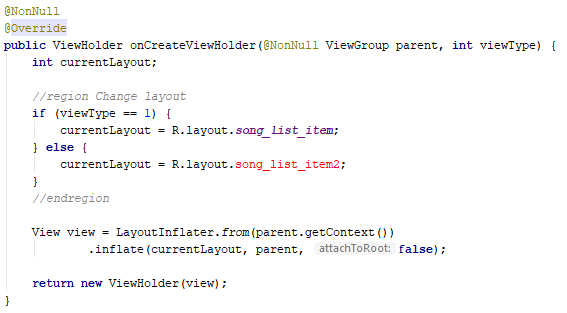 @NonNull
@Override
public ViewHolder onCreateViewHolder(@NonNull ViewGroup parent, int viewType) {
    int currentLayout;

    //region Change layout
    if (viewType == 1) {
        currentLayout = R.layout.song_list_item;
    } else {
        currentLayout = R.layout.song_list_item2;
    }
    //endregion

    View view = LayoutInflater.from(parent.getContext())
            .inflate(currentLayout, parent, attachToRoot: false);

    return new ViewHolder(view);
}